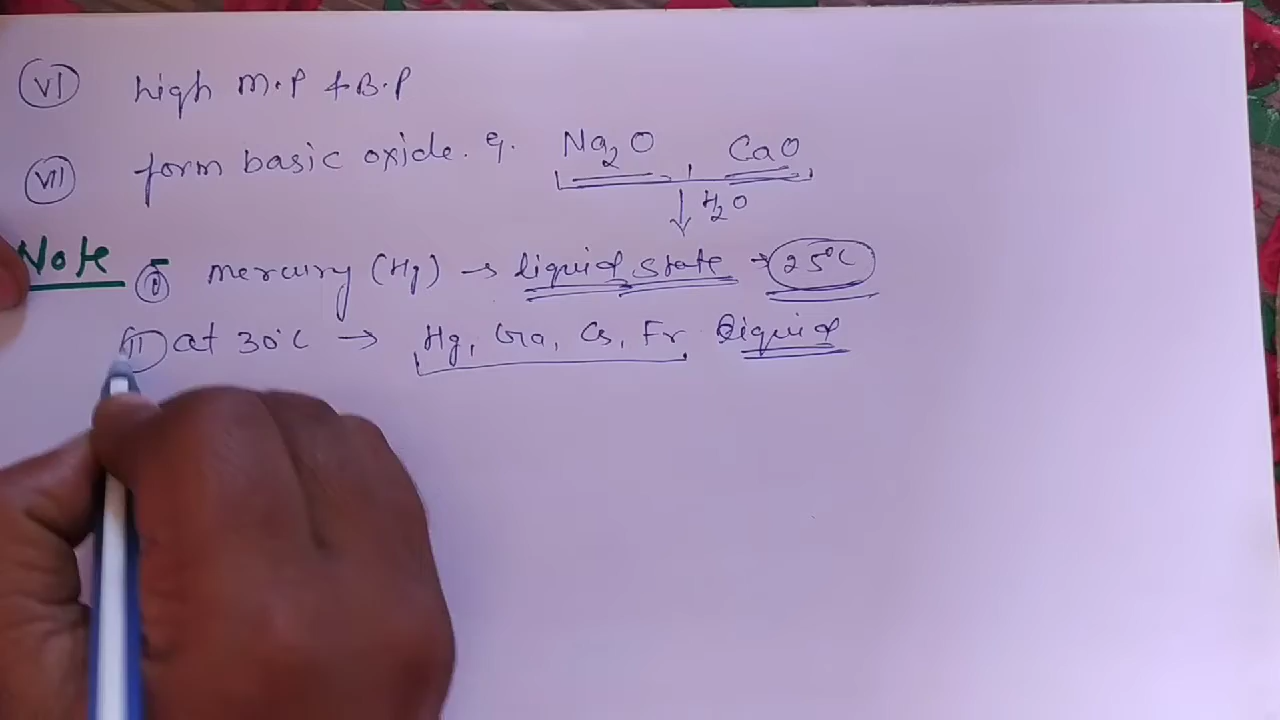 (VI) high m.p & B.p
(VII) form basic oxide. eg. Na2O, CaO
↓ H2O
Note (i) mercury (Hg) → liquid state → 25°C
(ii) at 30°C → Hg, Ga, Cs, Fr liquid